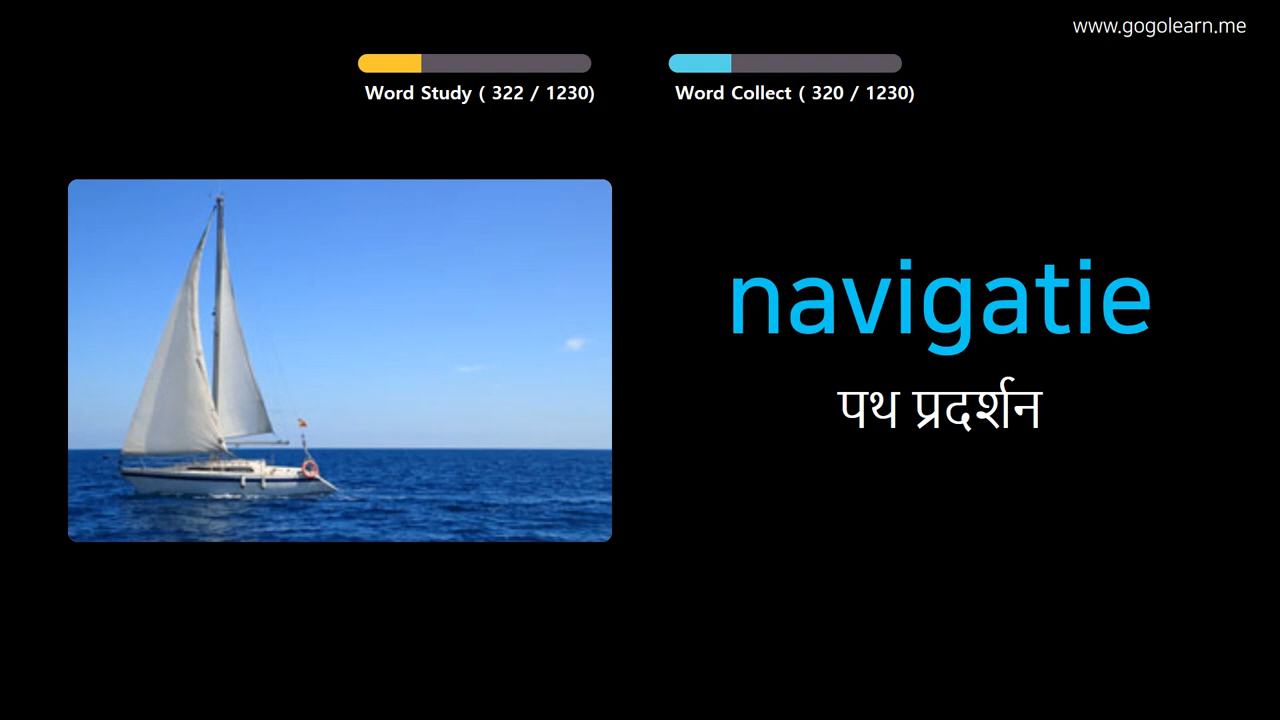 www.gogolearn.me
Word Study ( 322 / 1230)
Word Collect ( 320 / 1230)
navigatie
पथ प्रदर्शन